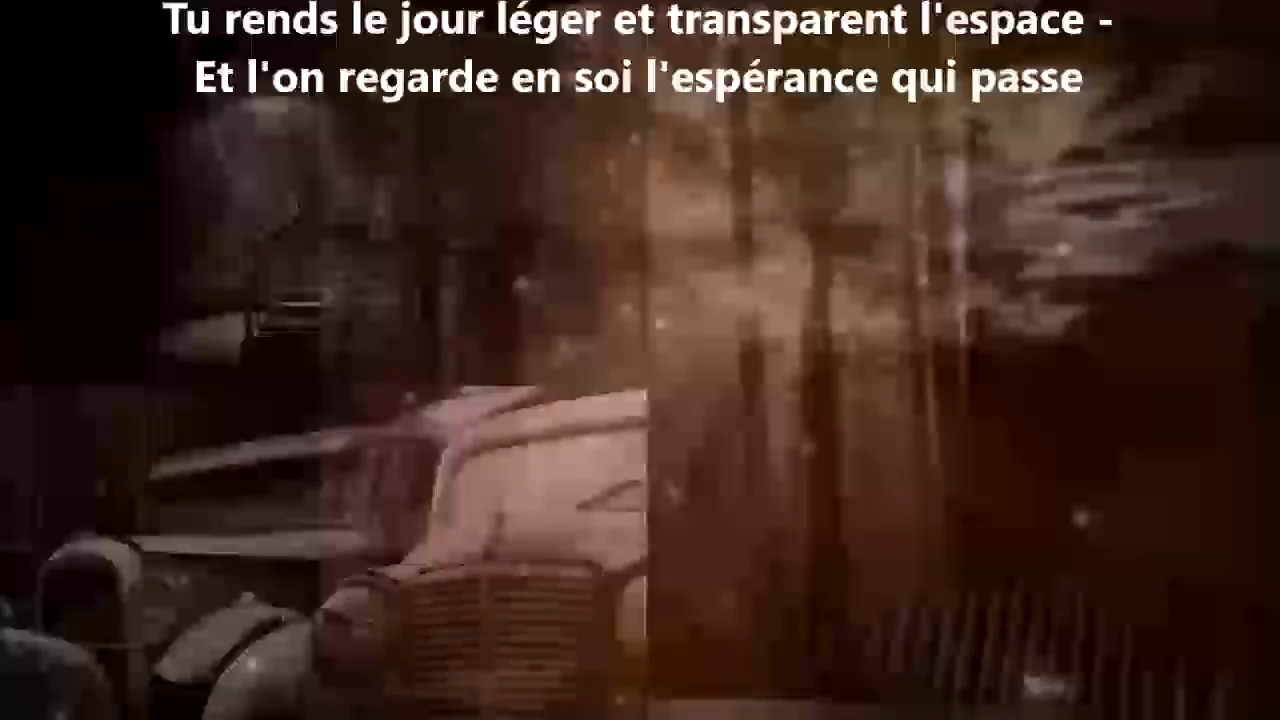 Tu rends le jour léger et transparent l'espace -
Et l'on regarde en soi l'espérance qui passe